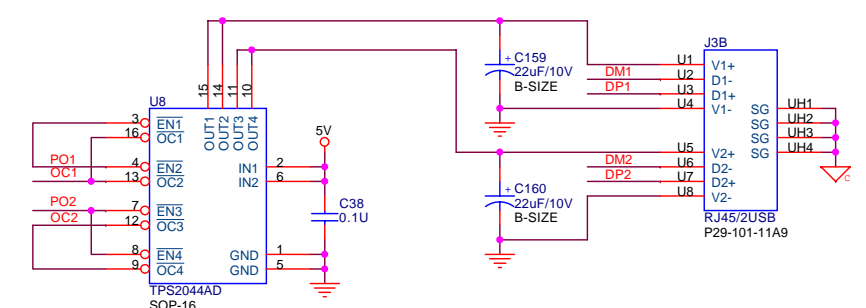 J3B
C159
22uF/10V
B-SIZE
U1
V1+
DM1
U2
D1-
DP1
U3
D1+
U4
V1-
SG
UH1
SG
UH2
SG
UH3
SG
UH4
U5
V2+
DM2
U6
D2-
DP2
U7
D2+
U8
V2-
C160
22uF/10V
B-SIZE
RJ45/2USB
P29-101-11A9
15
14
11
10
U8
OUT1
OUT2
OUT3
OUT4
3
EN1
16
OC1
PO1
4
EN2
OC1
13
OC2
PO2
7
EN3
OC2
12
OC3
8
EN4
9
OC4
5V
IN1
2
IN2
6
C38
0.1U
GND
1
GND
5
TPS2044AD
SOP-16